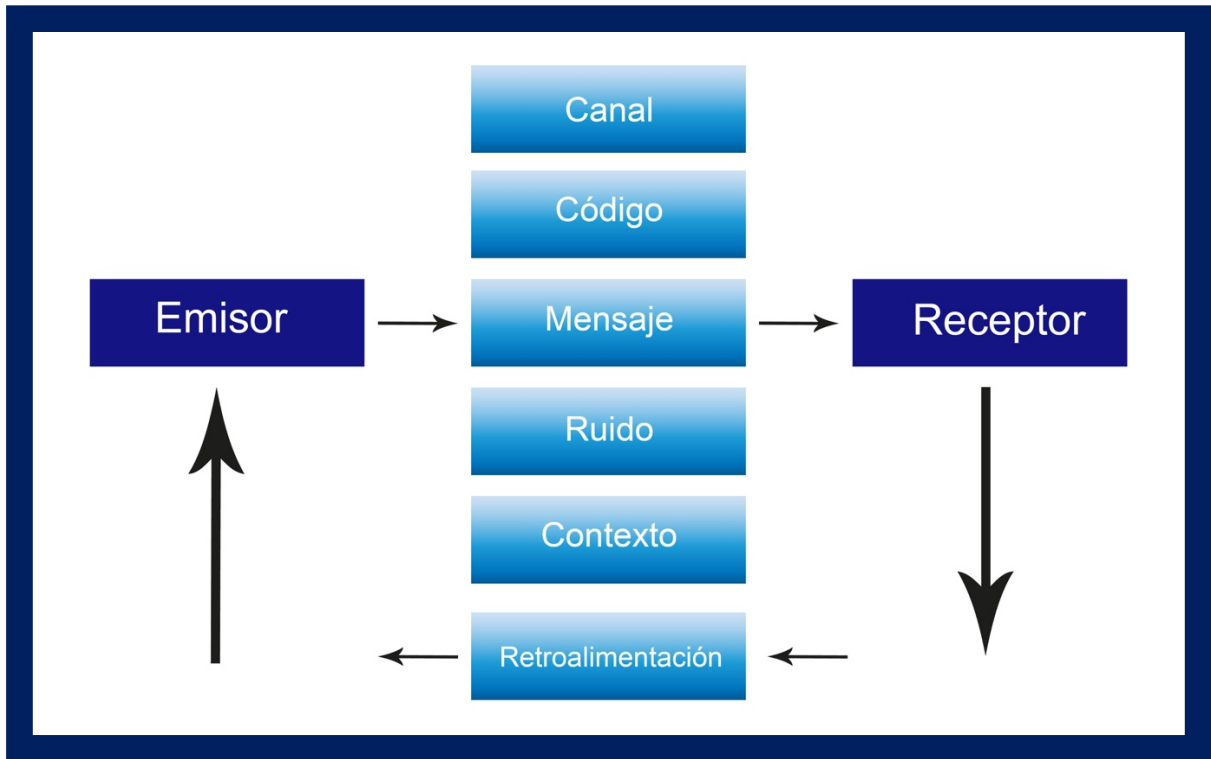 Canal
Código
Emisor
Mensaje
Receptor
Ruido
Contexto
Retroalimentación